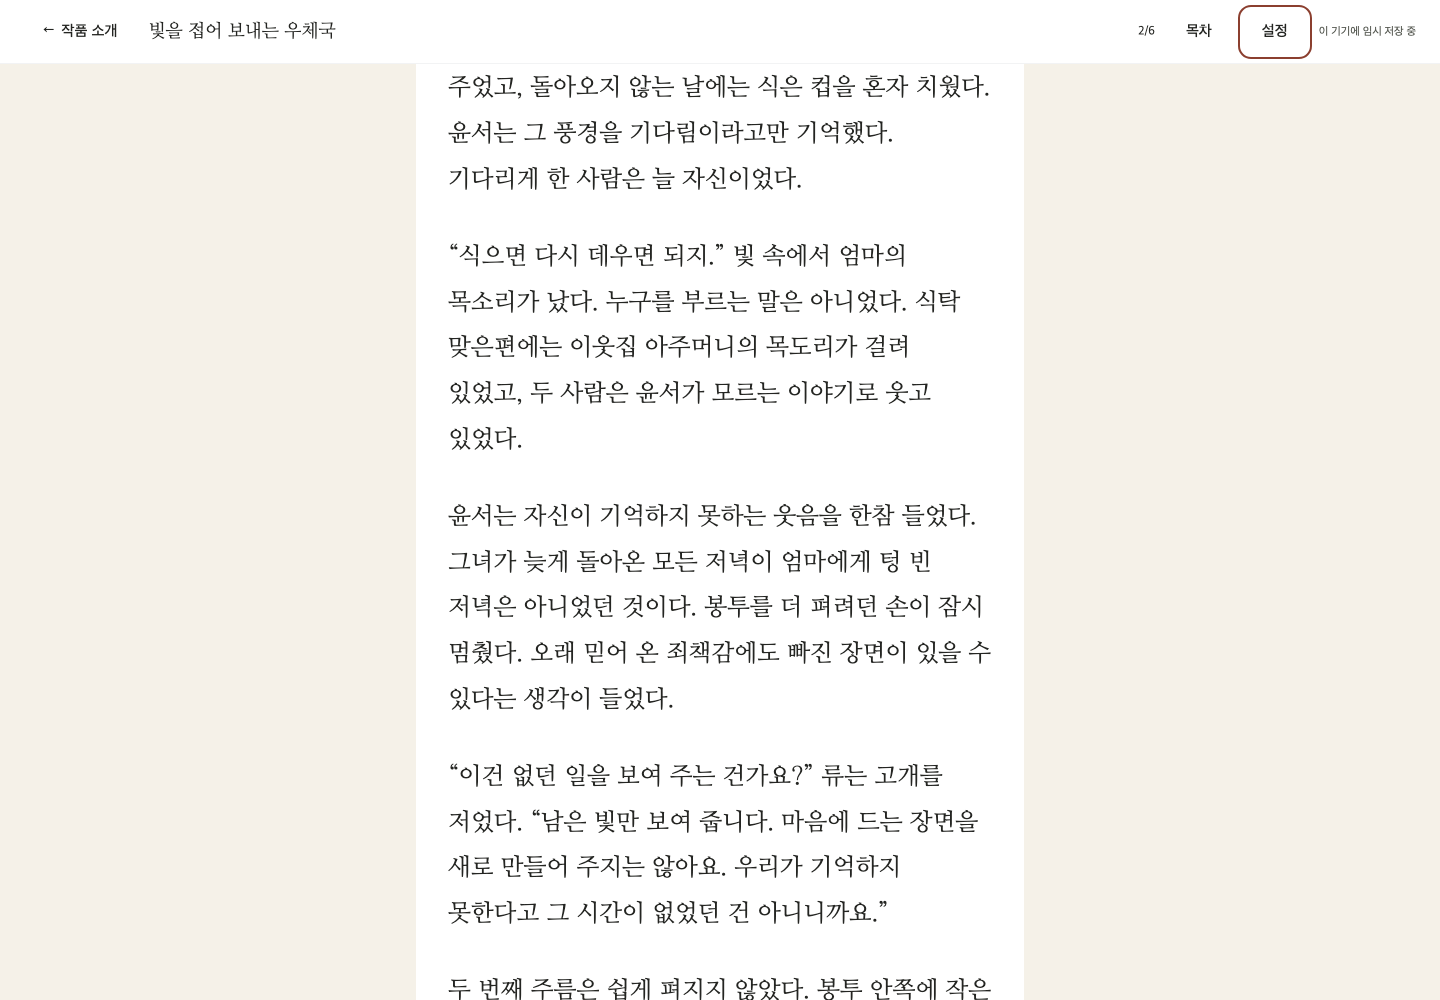 ← 작품 소개 빛을 접어 보내는 우체국 2/6 목차 설정 이 기기에 임시 저장 중
주었고, 돌아오지 않는 날에는 식은 컵을 혼자 치웠다.
윤서는 그 풍경을 기다림이라고만 기억했다.
기다리게 한 사람은 늘 자신이었다.
“식으면 다시 데우면 되지.” 빛 속에서 엄마의
목소리가 났다. 누구를 부르는 말은 아니었다. 식탁
맞은편에는 이웃집 아주머니의 목도리가 걸려
있었고, 두 사람은 윤서가 모르는 이야기로 웃고
있었다.
윤서는 자신이 기억하지 못하는 웃음을 한참 들었다.
그녀가 늦게 돌아온 모든 저녁이 엄마에게 텅 빈
저녁은 아니었던 것이다. 봉투를 더 펴려던 손이 잠시
멈췄다. 오래 믿어 온 죄책감에도 빠진 장면이 있을 수
있다는 생각이 들었다.
“이건 없던 일을 보여 주는 건가요?” 류는 고개를
저었다. “남은 빛만 보여 줍니다. 마음에 드는 장면을
새로 만들어 주지는 않아요. 우리가 기억하지
못한다고 그 시간이 없었던 건 아니니까요.”
두 번째 주름은 쉽게 펴지지 않았다. 봉투 안쪽에 작은